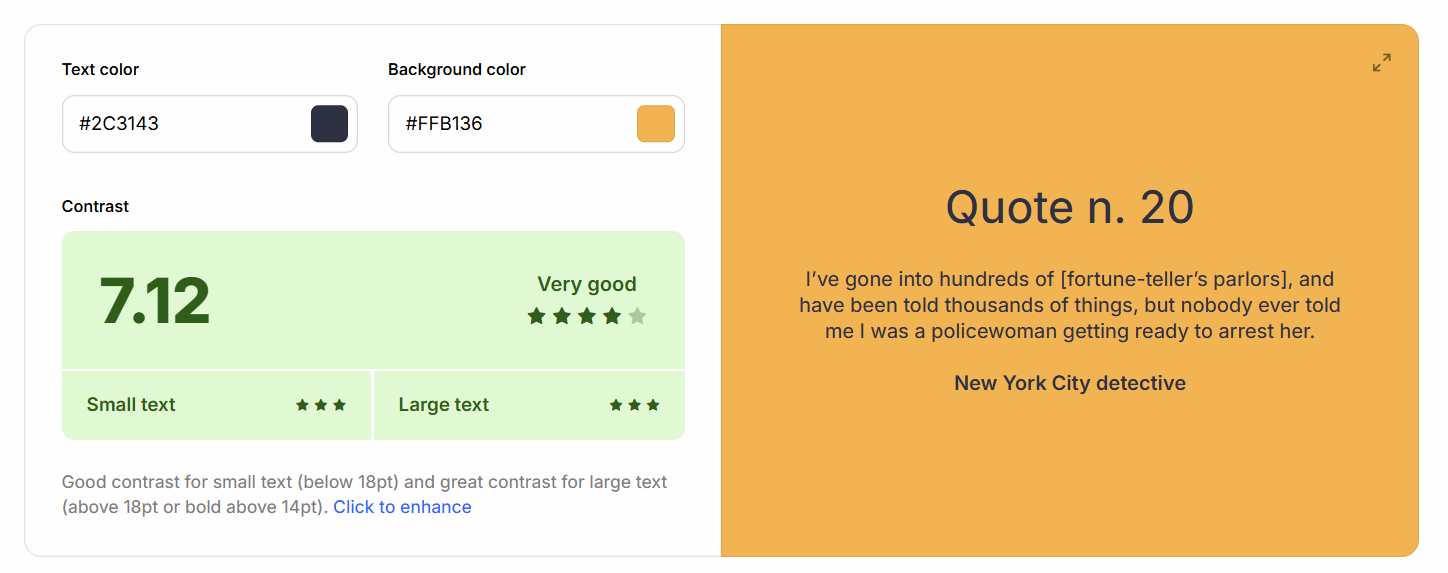 Text color
Background color
#2C3143
#FFB136
Contrast
7.12
Very good
Small text
Large text
Good contrast for small text (below 18pt) and great contrast for large text
(above 18pt or bold above 14pt). Click to enhance
Quote n. 20
I’ve gone into hundreds of [fortune-teller’s parlors], and
have been told thousands of things, but nobody ever told
me I was a policewoman getting ready to arrest her.
New York City detective